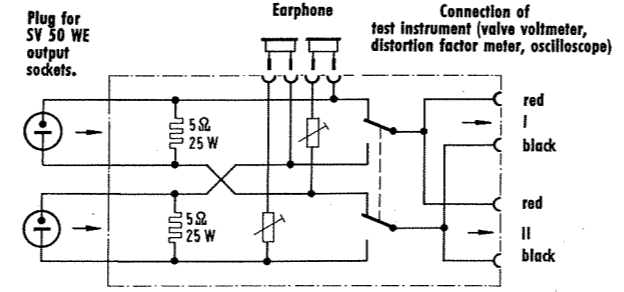 Plug for
SV 50 WE
output
sockets.
Earphone
Connection of
test instrument (valve voltmeter,
distortion factor meter, oscilloscope)
5Ω
25 W
red
I
black
5Ω
25 W
red
II
black